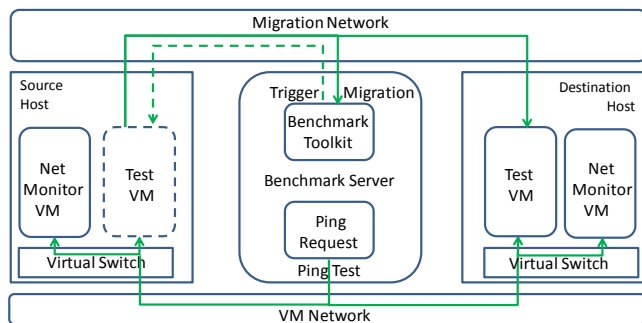 Migration Network
Source
Host
Net
Monitor
VM
Test
VM
Virtual Switch
Trigger Migration
Benchmark
Toolkit
Benchmark Server
Ping
Request
Ping Test
Destination
Host
Test
VM
Net
Monitor
VM
Virtual Switch
VM Network